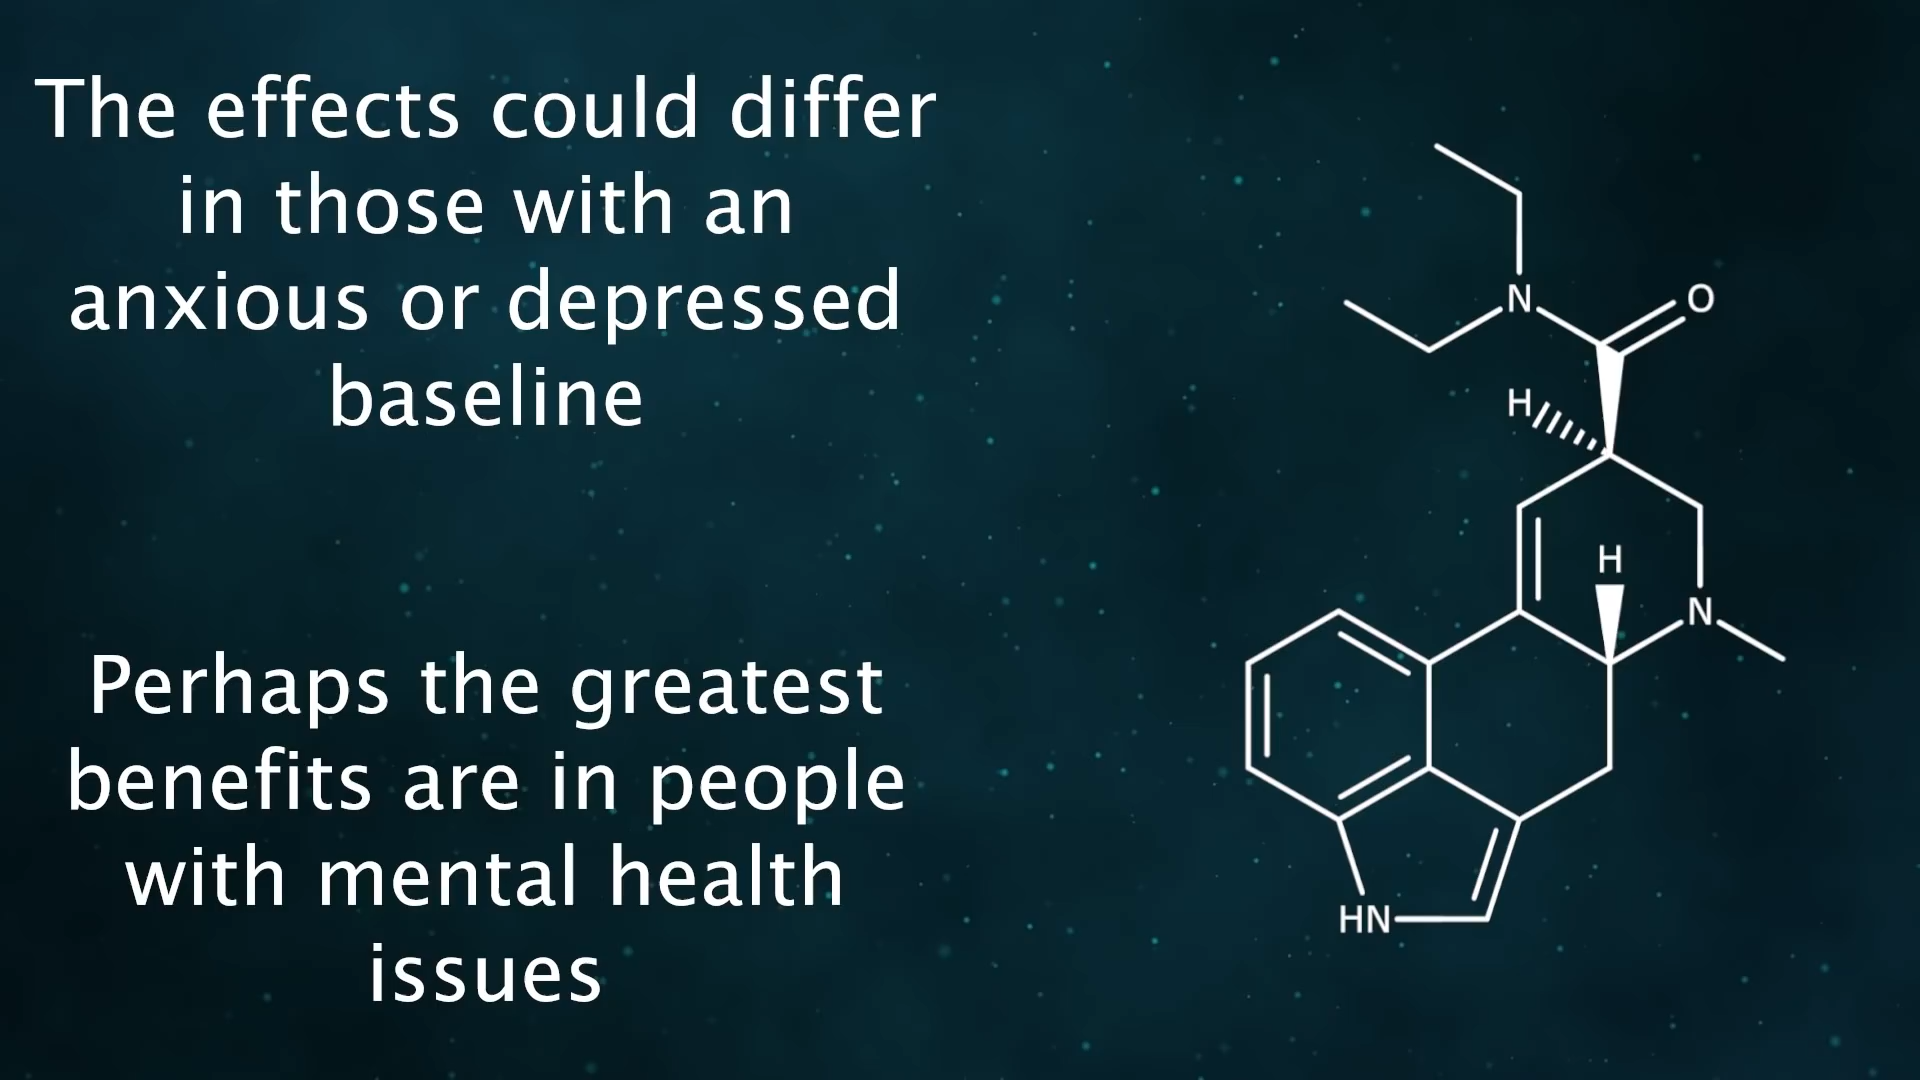 The effects could differ
in those with an
anxious or depressed
baseline
Perhaps the greatest
benefits are in people
with mental health
issues
N
O
H
H
N
HN